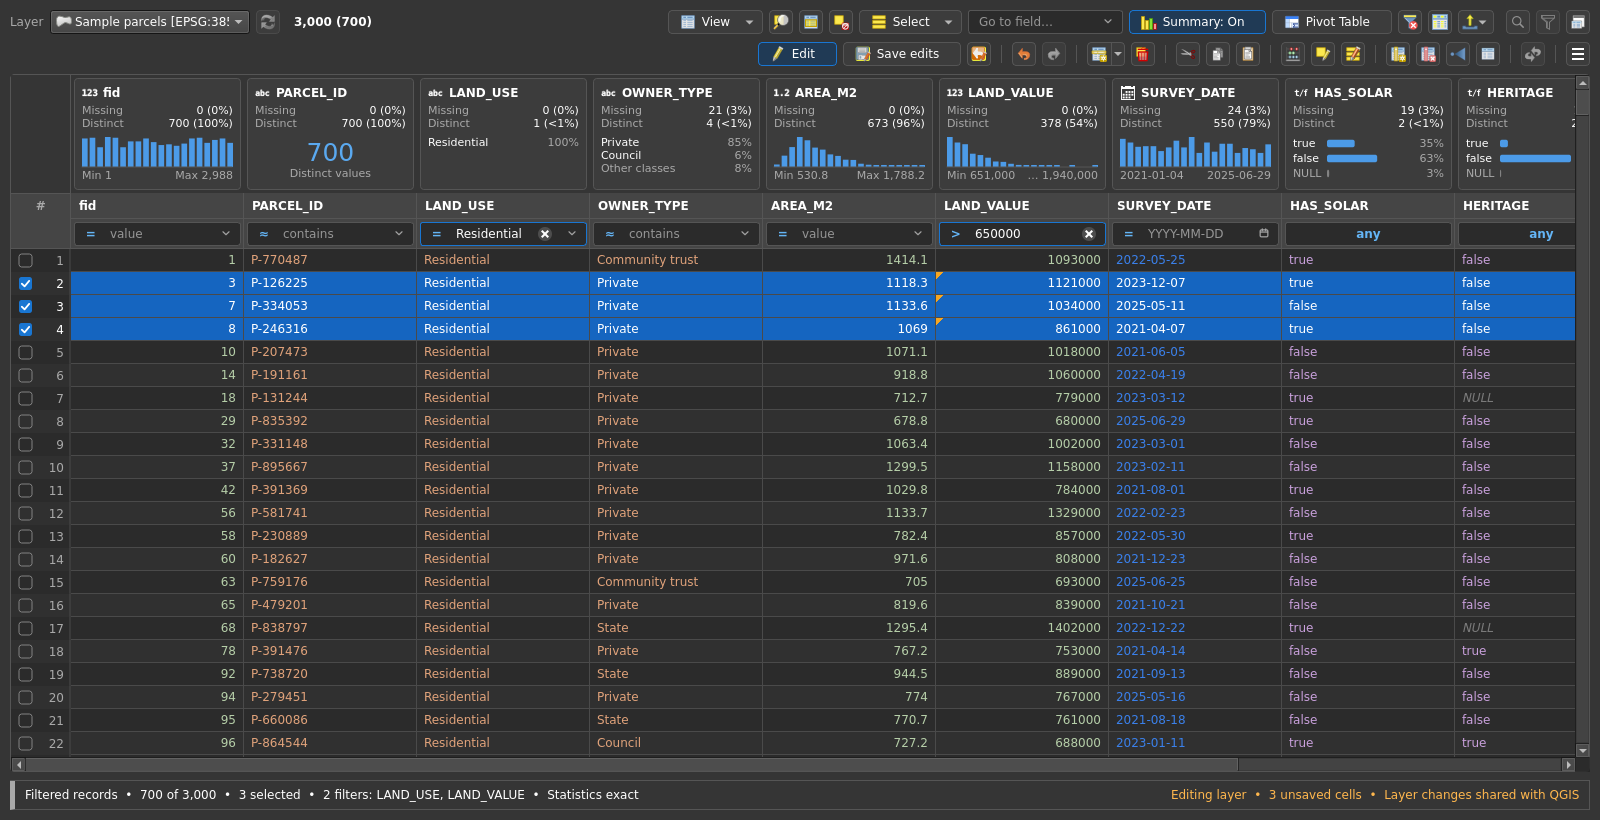 Layer Sample parcels [EPSG:385 3,000 (700) View Select Go to field... Summary: On Pivot Table
Edit Save edits
123 fid abc PARCEL_ID abc LAND_USE abc OWNER_TYPE 1.2 AREA_M2 123 LAND_VALUE SURVEY_DATE t/f HAS_SOLAR t/f HERITAGE
Missing 0 (0%) Missing 0 (0%) Missing 0 (0%) Missing 21 (3%) Missing 0 (0%) Missing 0 (0%) Missing 24 (3%) Missing 19 (3%) Missing
Distinct 700 (100%) Distinct 700 (100%) Distinct 1 (<1%) Distinct 4 (<1%) Distinct 673 (96%) Distinct 378 (54%) Distinct 550 (79%) Distinct 2 (<1%) Distinct 2
Residential 100% Private 85% true 35% true
700 Council 6% false 63% false
Distinct values Other classes 8% NULL 3% NULL
Min 1 Max 2,988 Min 530.8 Max 1,788.2 Min 651,000 ... 1,940,000 2021-01-04 2025-06-29
# fid PARCEL_ID LAND_USE OWNER_TYPE AREA_M2 LAND_VALUE SURVEY_DATE HAS_SOLAR HERITAGE
= value ≈ contains = Residential ≈ contains = value > 650000 = YYYY-MM-DD any any
1 1 P-770487 Residential Community trust 1414.1 1093000 2022-05-25 true false
2 3 P-126225 Residential Private 1118.3 1121000 2023-12-07 true false
3 7 P-334053 Residential Private 1133.6 1034000 2025-05-11 false false
4 8 P-246316 Residential Private 1069 861000 2021-04-07 true false
5 10 P-207473 Residential Private 1071.1 1018000 2021-06-05 false false
6 14 P-191161 Residential Private 918.8 1060000 2022-04-19 false false
7 18 P-131244 Residential Private 712.7 779000 2023-03-12 true NULL
8 29 P-835392 Residential Private 678.8 680000 2025-06-29 true false
9 32 P-331148 Residential Private 1063.4 1002000 2023-03-01 false false
10 37 P-895667 Residential Private 1299.5 1158000 2023-02-11 false false
11 42 P-391369 Residential Private 1029.8 784000 2021-08-01 true false
12 56 P-581741 Residential Private 1133.7 1329000 2022-02-23 false false
13 58 P-230889 Residential Private 782.4 857000 2022-05-30 true false
14 60 P-182627 Residential Private 971.6 808000 2021-12-23 false false
15 63 P-759176 Residential Community trust 705 693000 2025-06-25 false false
16 65 P-479201 Residential Private 819.6 839000 2021-10-21 false false
17 68 P-838797 Residential State 1295.4 1402000 2022-12-22 true NULL
18 78 P-391476 Residential Private 767.2 753000 2021-04-14 false true
19 92 P-738720 Residential State 944.5 889000 2021-09-13 false false
20 94 P-279451 Residential Private 774 767000 2025-05-16 false false
21 95 P-660086 Residential State 770.7 761000 2021-08-18 false false
22 96 P-864544 Residential Council 727.2 688000 2023-01-11 true true
Filtered records • 700 of 3,000 • 3 selected • 2 filters: LAND_USE, LAND_VALUE • Statistics exact Editing layer • 3 unsaved cells • Layer changes shared with QGIS